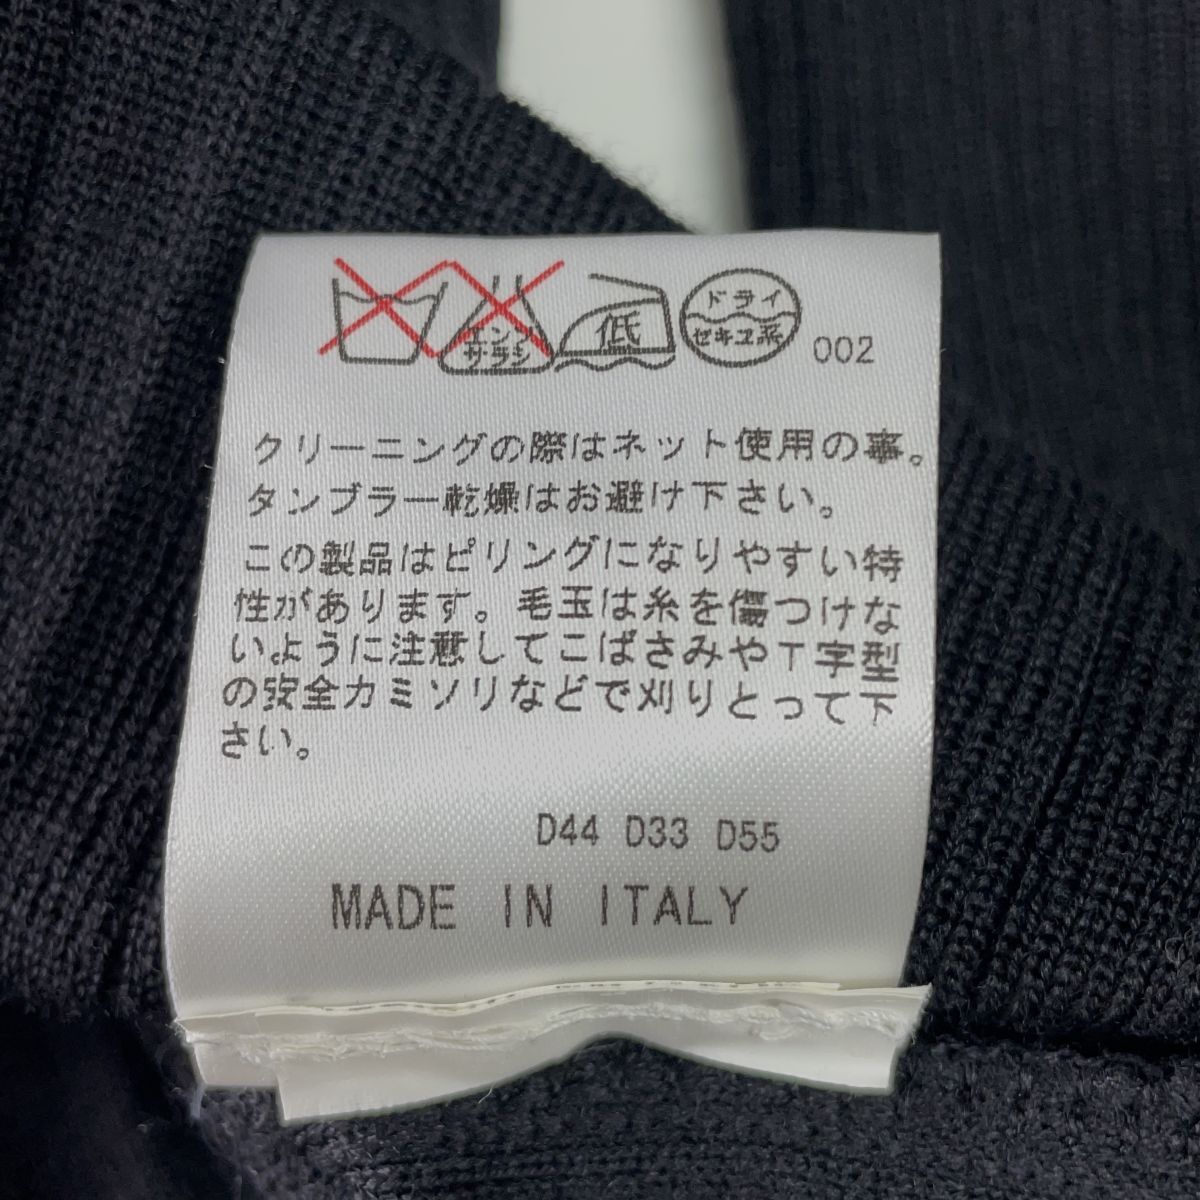 エンソ
サラシ
低
ドライ
セキユ系
002
クリーニングの際はネット使用の事。
タンブラー乾燥はお避け下さい。
この製品はピリングになりやすい特
性があります。毛玉は糸を傷つけな
いように注意してこばさみやT字型
の安全カミソリなどで刈りとって下
さい。
D44 D33 D55
MADE IN ITALY